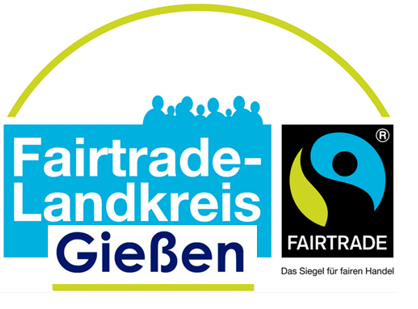 Fairtrade-
Landkreis
Gießen
®
FAIRTRADE
Das Siegel für fairen Handel